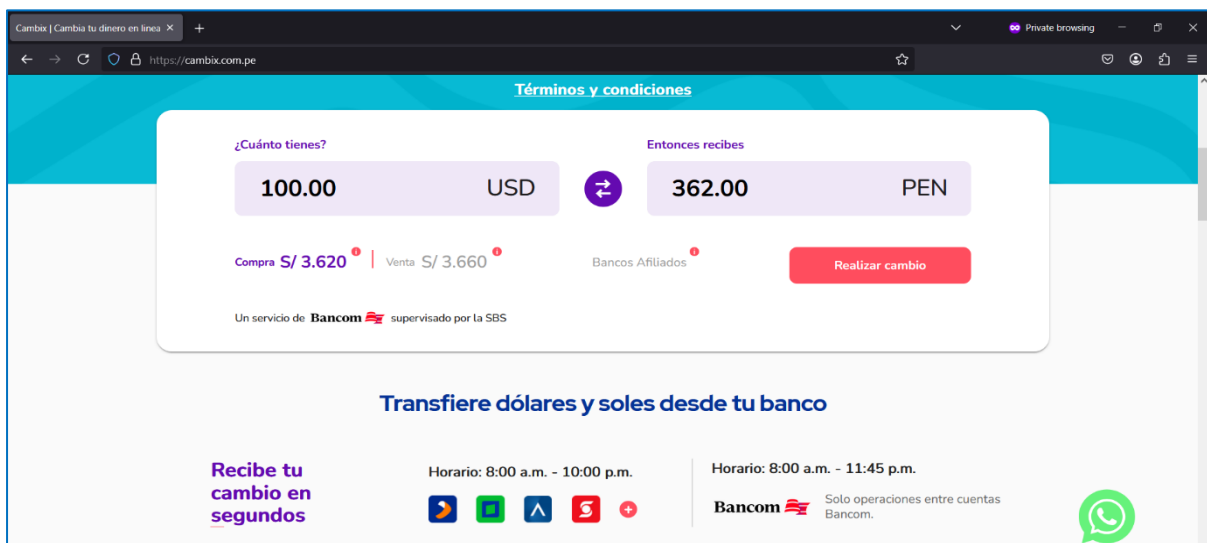 Cambix | Cambia tu dinero en linea
Private browsing
https://cambix.com.pe
Términos y condiciones
¿Cuánto tienes?
Entonces recibes
100.00 USD
362.00 PEN
Compra S/ 3.620
Venta S/ 3.660
Bancos Afiliados
Realizar cambio
Un servicio de Bancom supervisado por la SBS
Transfiere dólares y soles desde tu banco
Recibe tu
cambio en
segundos
Horario: 8:00 a.m. - 10:00 p.m.
Horario: 8:00 a.m. - 11:45 p.m.
Bancom
Solo operaciones entre cuentas
Bancom.